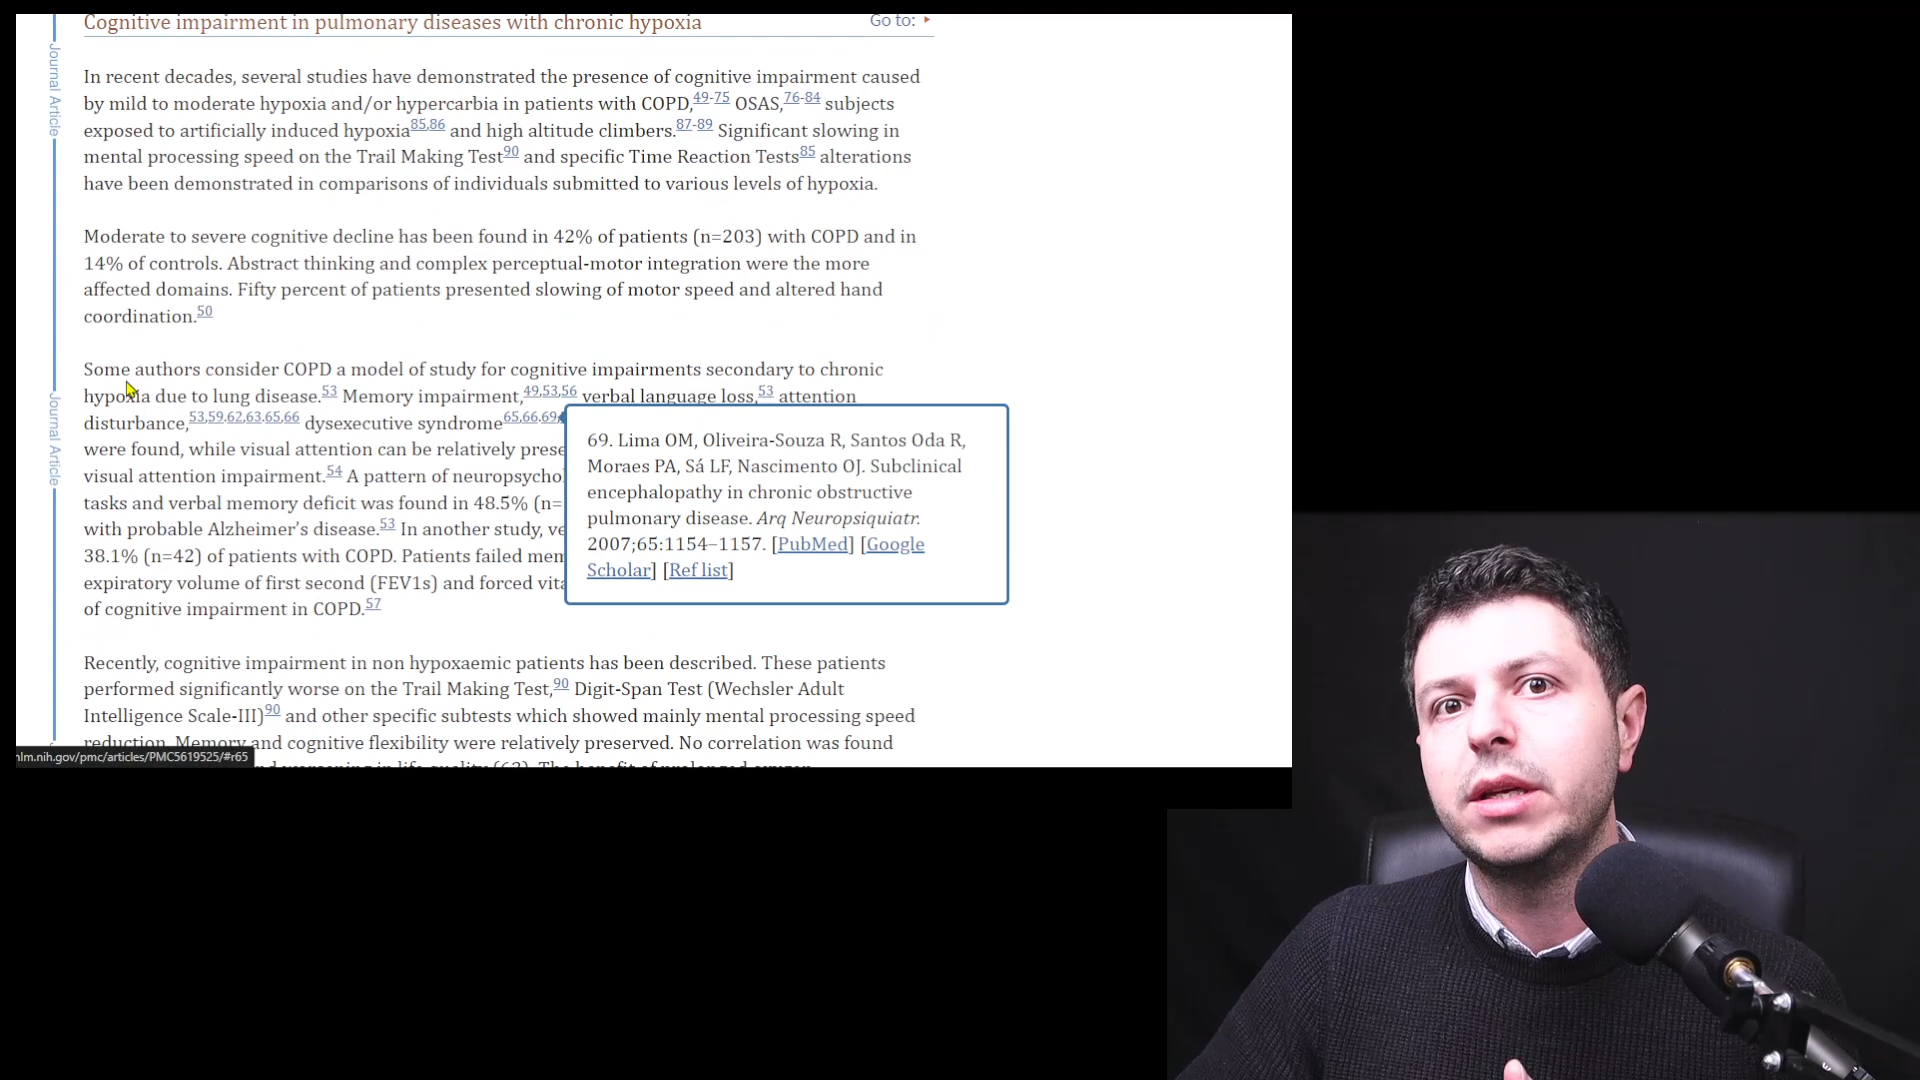 Cognitive impairment in pulmonary diseases with chronic hypoxia
Go to:
Journal Article
In recent decades, several studies have demonstrated the presence of cognitive impairment caused
by mild to moderate hypoxia and/or hypercarbia in patients with COPD,49-75 OSAS,76-84 subjects
exposed to artificially induced hypoxia85,86 and high altitude climbers.87-89 Significant slowing in
mental processing speed on the Trail Making Test90 and specific Time Reaction Tests85 alterations
have been demonstrated in comparisons of individuals submitted to various levels of hypoxia.
Moderate to severe cognitive decline has been found in 42% of patients (n=203) with COPD and in
14% of controls. Abstract thinking and complex perceptual-motor integration were the more
affected domains. Fifty percent of patients presented slowing of motor speed and altered hand
coordination.50
Journal Article
Some authors consider COPD a model of study for cognitive impairments secondary to chronic
hypoxia due to lung disease.53 Memory impairment,49,53,56 verbal language loss,53 attention
disturbance,53,59.62,63.65,66 dysexecutive syndrome65,66.69
were found, while visual attention can be relatively
visual attention impairment.54 A pattern of
tasks and verbal memory deficit was found in 48.5% (n=
with probable Alzheimer's disease.53 In another study,
38.1% (n=42) of patients with COPD. Patients failed
expiratory volume of first second (FEV1s) and forced
of cognitive impairment in COPD.57
69. Lima OM, Oliveira-Souza R, Santos Oda R,
Moraes PA, Sá LF, Nascimento OJ. Subclinical
encephalopathy in chronic obstructive
pulmonary disease. Arq Neuropsiquiatr.
2007;65:1154–1157. [PubMed] [Google
Scholar] [Ref list]
Recently, cognitive impairment in non hypoxaemic patients has been described. These patients
performed significantly worse on the Trail Making Test,90 Digit-Span Test (Wechsler Adult
Intelligence Scale-III)90 and other specific subtests which showed mainly mental processing speed
reduction. Memory and cognitive flexibility were relatively preserved. No correlation was found
nlm.nih.gov/pmc/articles/PMC5619525/#r65